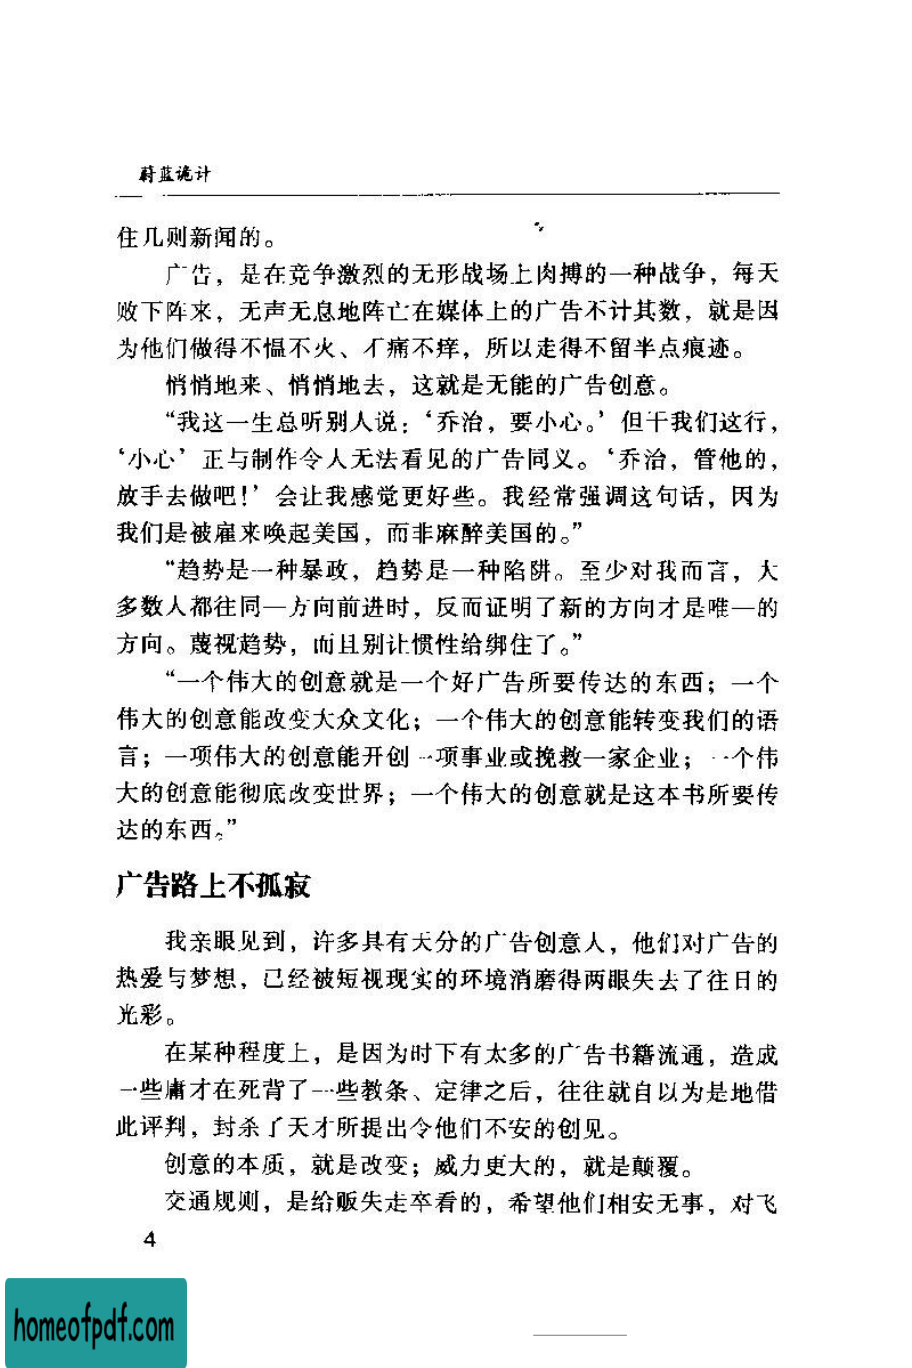 蔚蓝诡计
住几则新闻的。
广告，是在竞争激烈的无形战场上肉搏的一种战争，每天
败下阵来，无声无息地阵亡在媒体上的广告不计其数，就是因
为他们做得不愠不火、不痛不痒，所以走得不留半点痕迹。
悄悄地来、悄悄地去，这就是无能的广告创意。
“我这一生总听别人说：‘乔治，要小心。’但干我们这行，
‘小心’正与制作令人无法看见的广告同义。‘乔治，管他的，
放手去做吧！’会让我感觉更好些。我经常强调这句话，因为
我们是被雇来唤起美国，而非麻醉美国的。”
“趋势是一种暴政，趋势是一种陷阱。至少对我而言，大
多数人都往同一方向前进时，反而证明了新的方向才是唯一的
方向。蔑视趋势，而且别让惯性给绑住了。”
“一个伟大的创意就是一个好广告所要传达的东西；一个
伟大的创意能改变大众文化；一个伟大的创意能转变我们的语
言；一项伟大的创意能开创一项事业或挽救一家企业；一个伟
大的创意能彻底改变世界；一个伟大的创意就是这本书所要传
达的东西。”
广告路上不孤寂
我亲眼见到，许多具有天分的广告创意人，他们对广告的
热爱与梦想，已经被短视现实的环境消磨得两眼失去了往日的
光彩。
在某种程度上，是因为时下有太多的广告书籍流通，造成
一些庸才在死背了一些教条、定律之后，往往就自以为是地借
此评判，封杀了天才所提出令他们不安的创见。
创意的本质，就是改变；威力更大的，就是颠覆。
交通规则，是给贩夫走卒看的，希望他们相安无事，对飞
4
homeofpdf.com